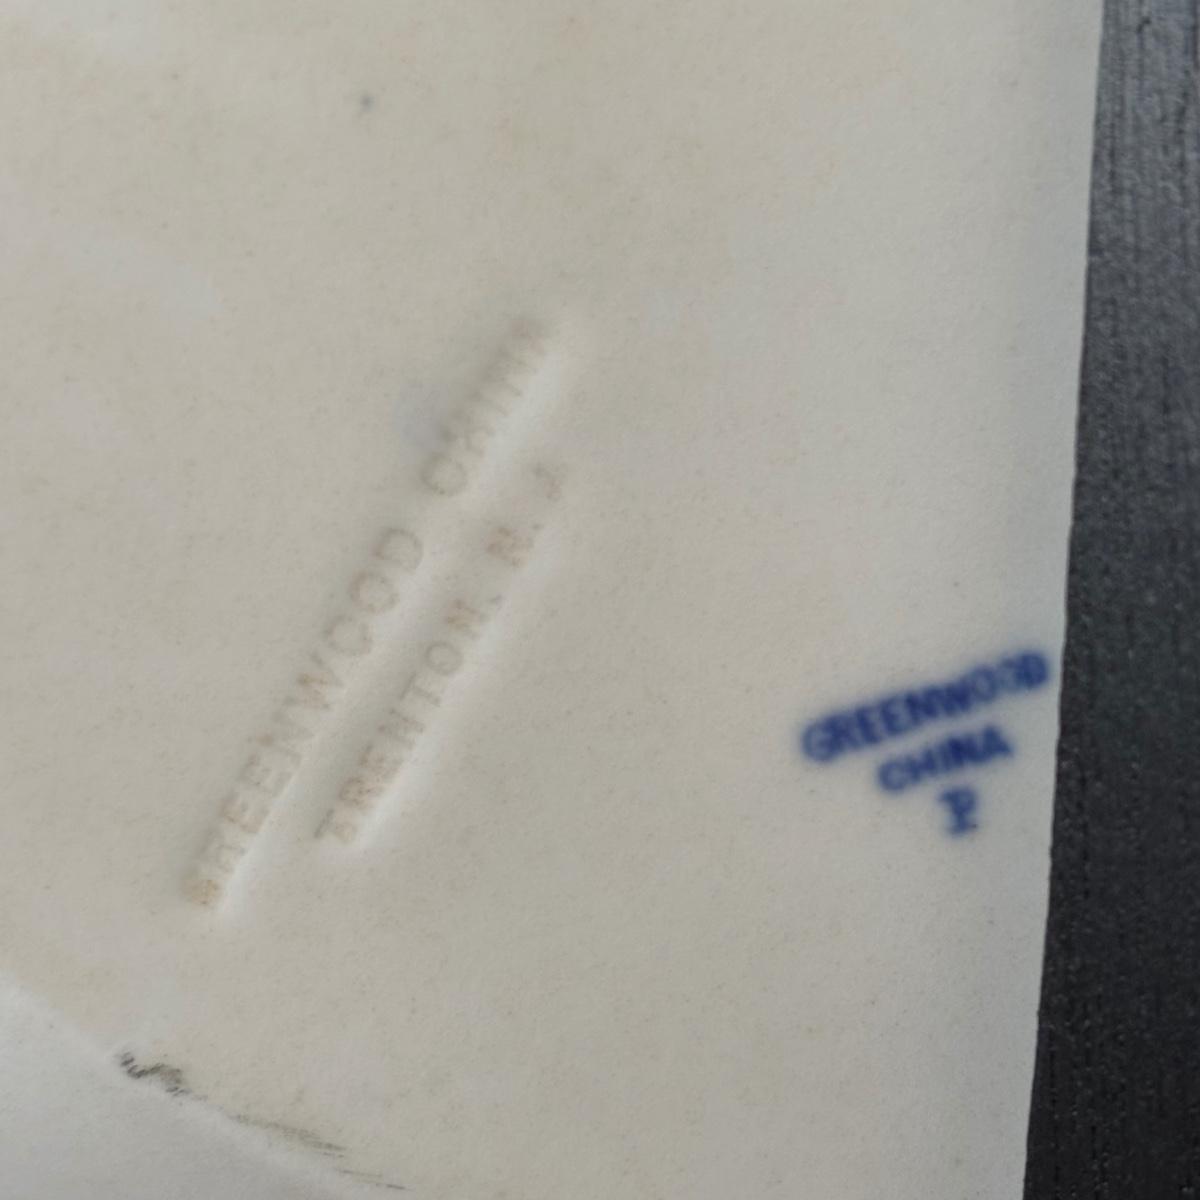 GREENWOOD CHINA
TRENTON, N. J.
GREENWOOD
CHINA
P